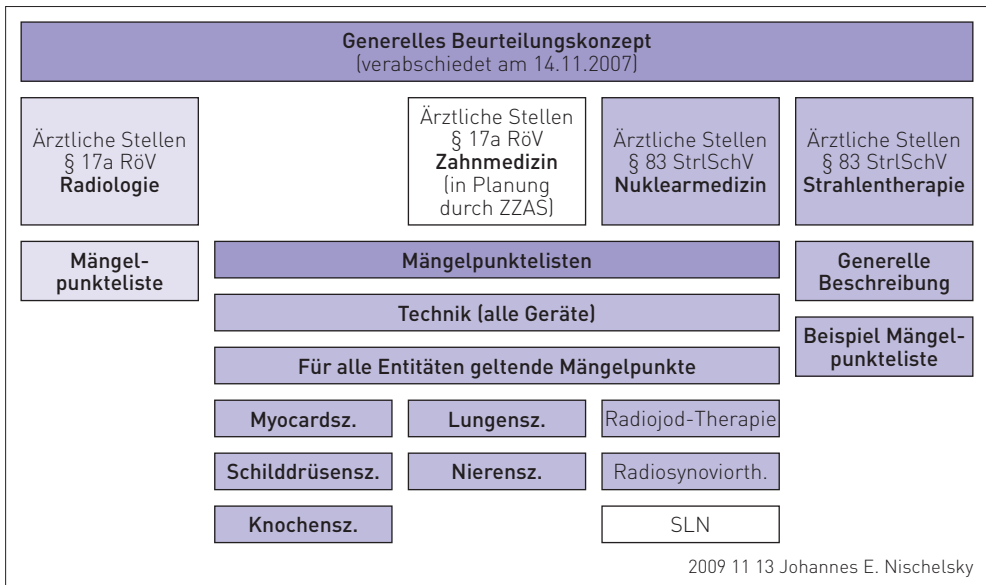 Generelles Beurteilungskonzept
(verabschiedet am 14.11.2007)
Ärztliche Stellen
§ 17a RöV
Radiologie
Ärztliche Stellen
§ 17a RöV
Zahnmedizin
(in Planung
durch ZZAS)
Ärztliche Stellen
§ 83 StrlSchV
Nuklearmedizin
Ärztliche Stellen
§ 83 StrlSchV
Strahlentherapie
Mängel-
punkteliste
Mängelpunktelisten
Generelle
Beschreibung
Technik (alle Geräte)
Beispiel Mängel-
punkteliste
Für alle Entitäten geltende Mängelpunkte
Myocardsz.
Lungensz.
Radiojod-Therapie
Schilddrüsensz.
Nierensz.
Radiosynoviorth.
Knochensz.
SLN
2009 11 13 Johannes E. Nischelsky